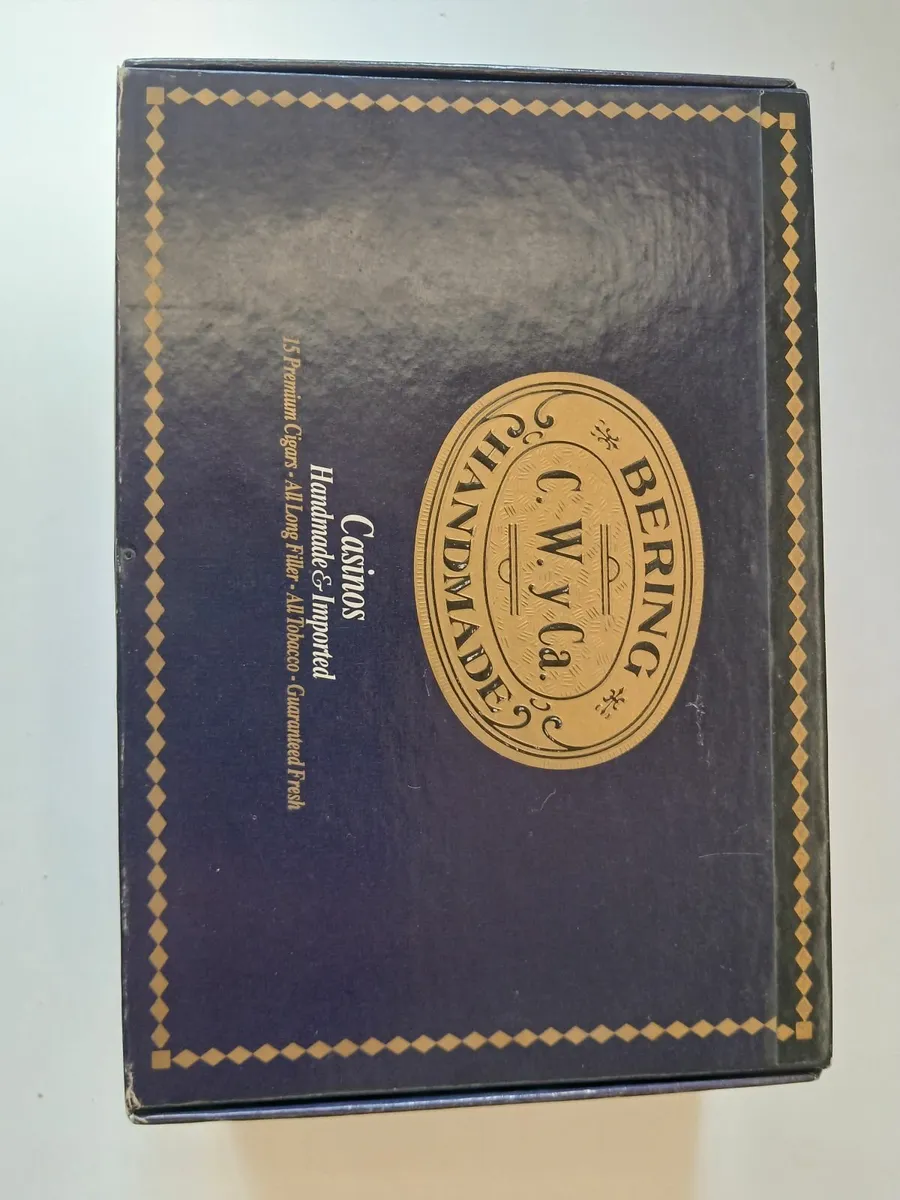 BERING
C. W. y Ca.
HANDMADE
Casinos
Handmade & Imported
15 Premium Cigars - All Long Filler - All Tobacco - Guaranteed Fresh